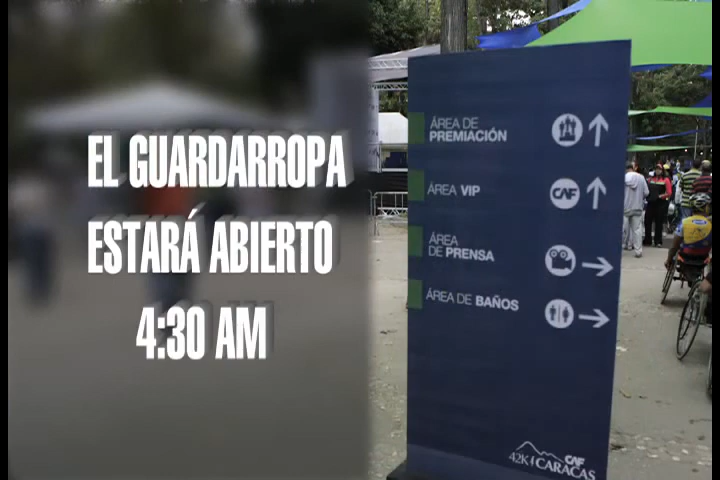 EL GUARDARROPA
ESTARÁ ABIERTO
4:30 AM
ÁREA DE
PREMIACIÓN
ÁREA VIP
CAF
ÁREA
DE PRENSA
ÁREA DE BAÑOS
CAF
42K CARACAS